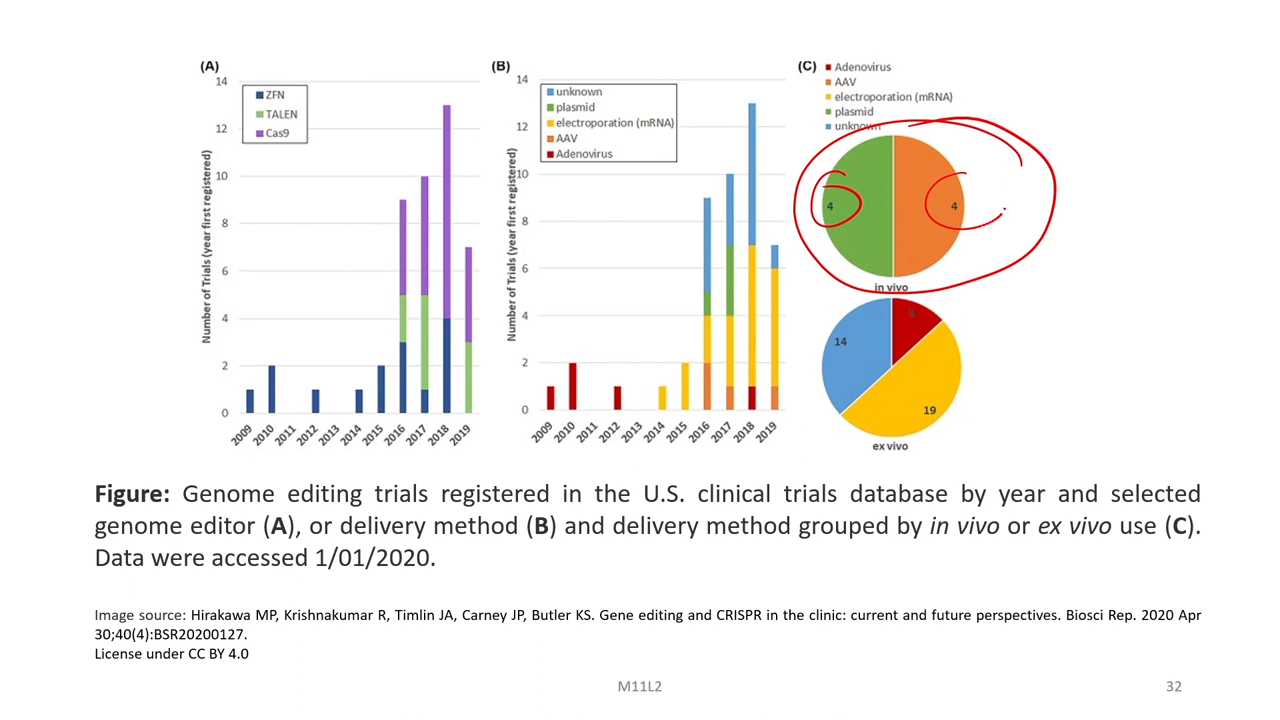 (A)
14
12
10
8
6
4
2
0
Number of Trials (year first registered)
ZFN
TALEN
Cas9
2009
2010
2011
2012
2013
2014
2015
2016
2017
2018
2019
(B)
14
12
10
8
6
4
2
0
Number of Trials (year first registered)
unknown
plasmid
electroporation (mRNA)
AAV
Adenovirus
2009
2010
2011
2012
2013
2014
2015
2016
2017
2018
2019
(C)
Adenovirus
AAV
electroporation (mRNA)
plasmid
unknown
4
4
in vivo
5
14
19
ex vivo
Figure: Genome editing trials registered in the U.S. clinical trials database by year and selected
genome editor (A), or delivery method (B) and delivery method grouped by in vivo or ex vivo use (C).
Data were accessed 1/01/2020.
Image source: Hirakawa MP, Krishnakumar R, Timlin JA, Carney JP, Butler KS. Gene editing and CRISPR in the clinic: current and future perspectives. Biosci Rep. 2020 Apr
30;40(4):BSR20200127.
License under CC BY 4.0
M11L2
32